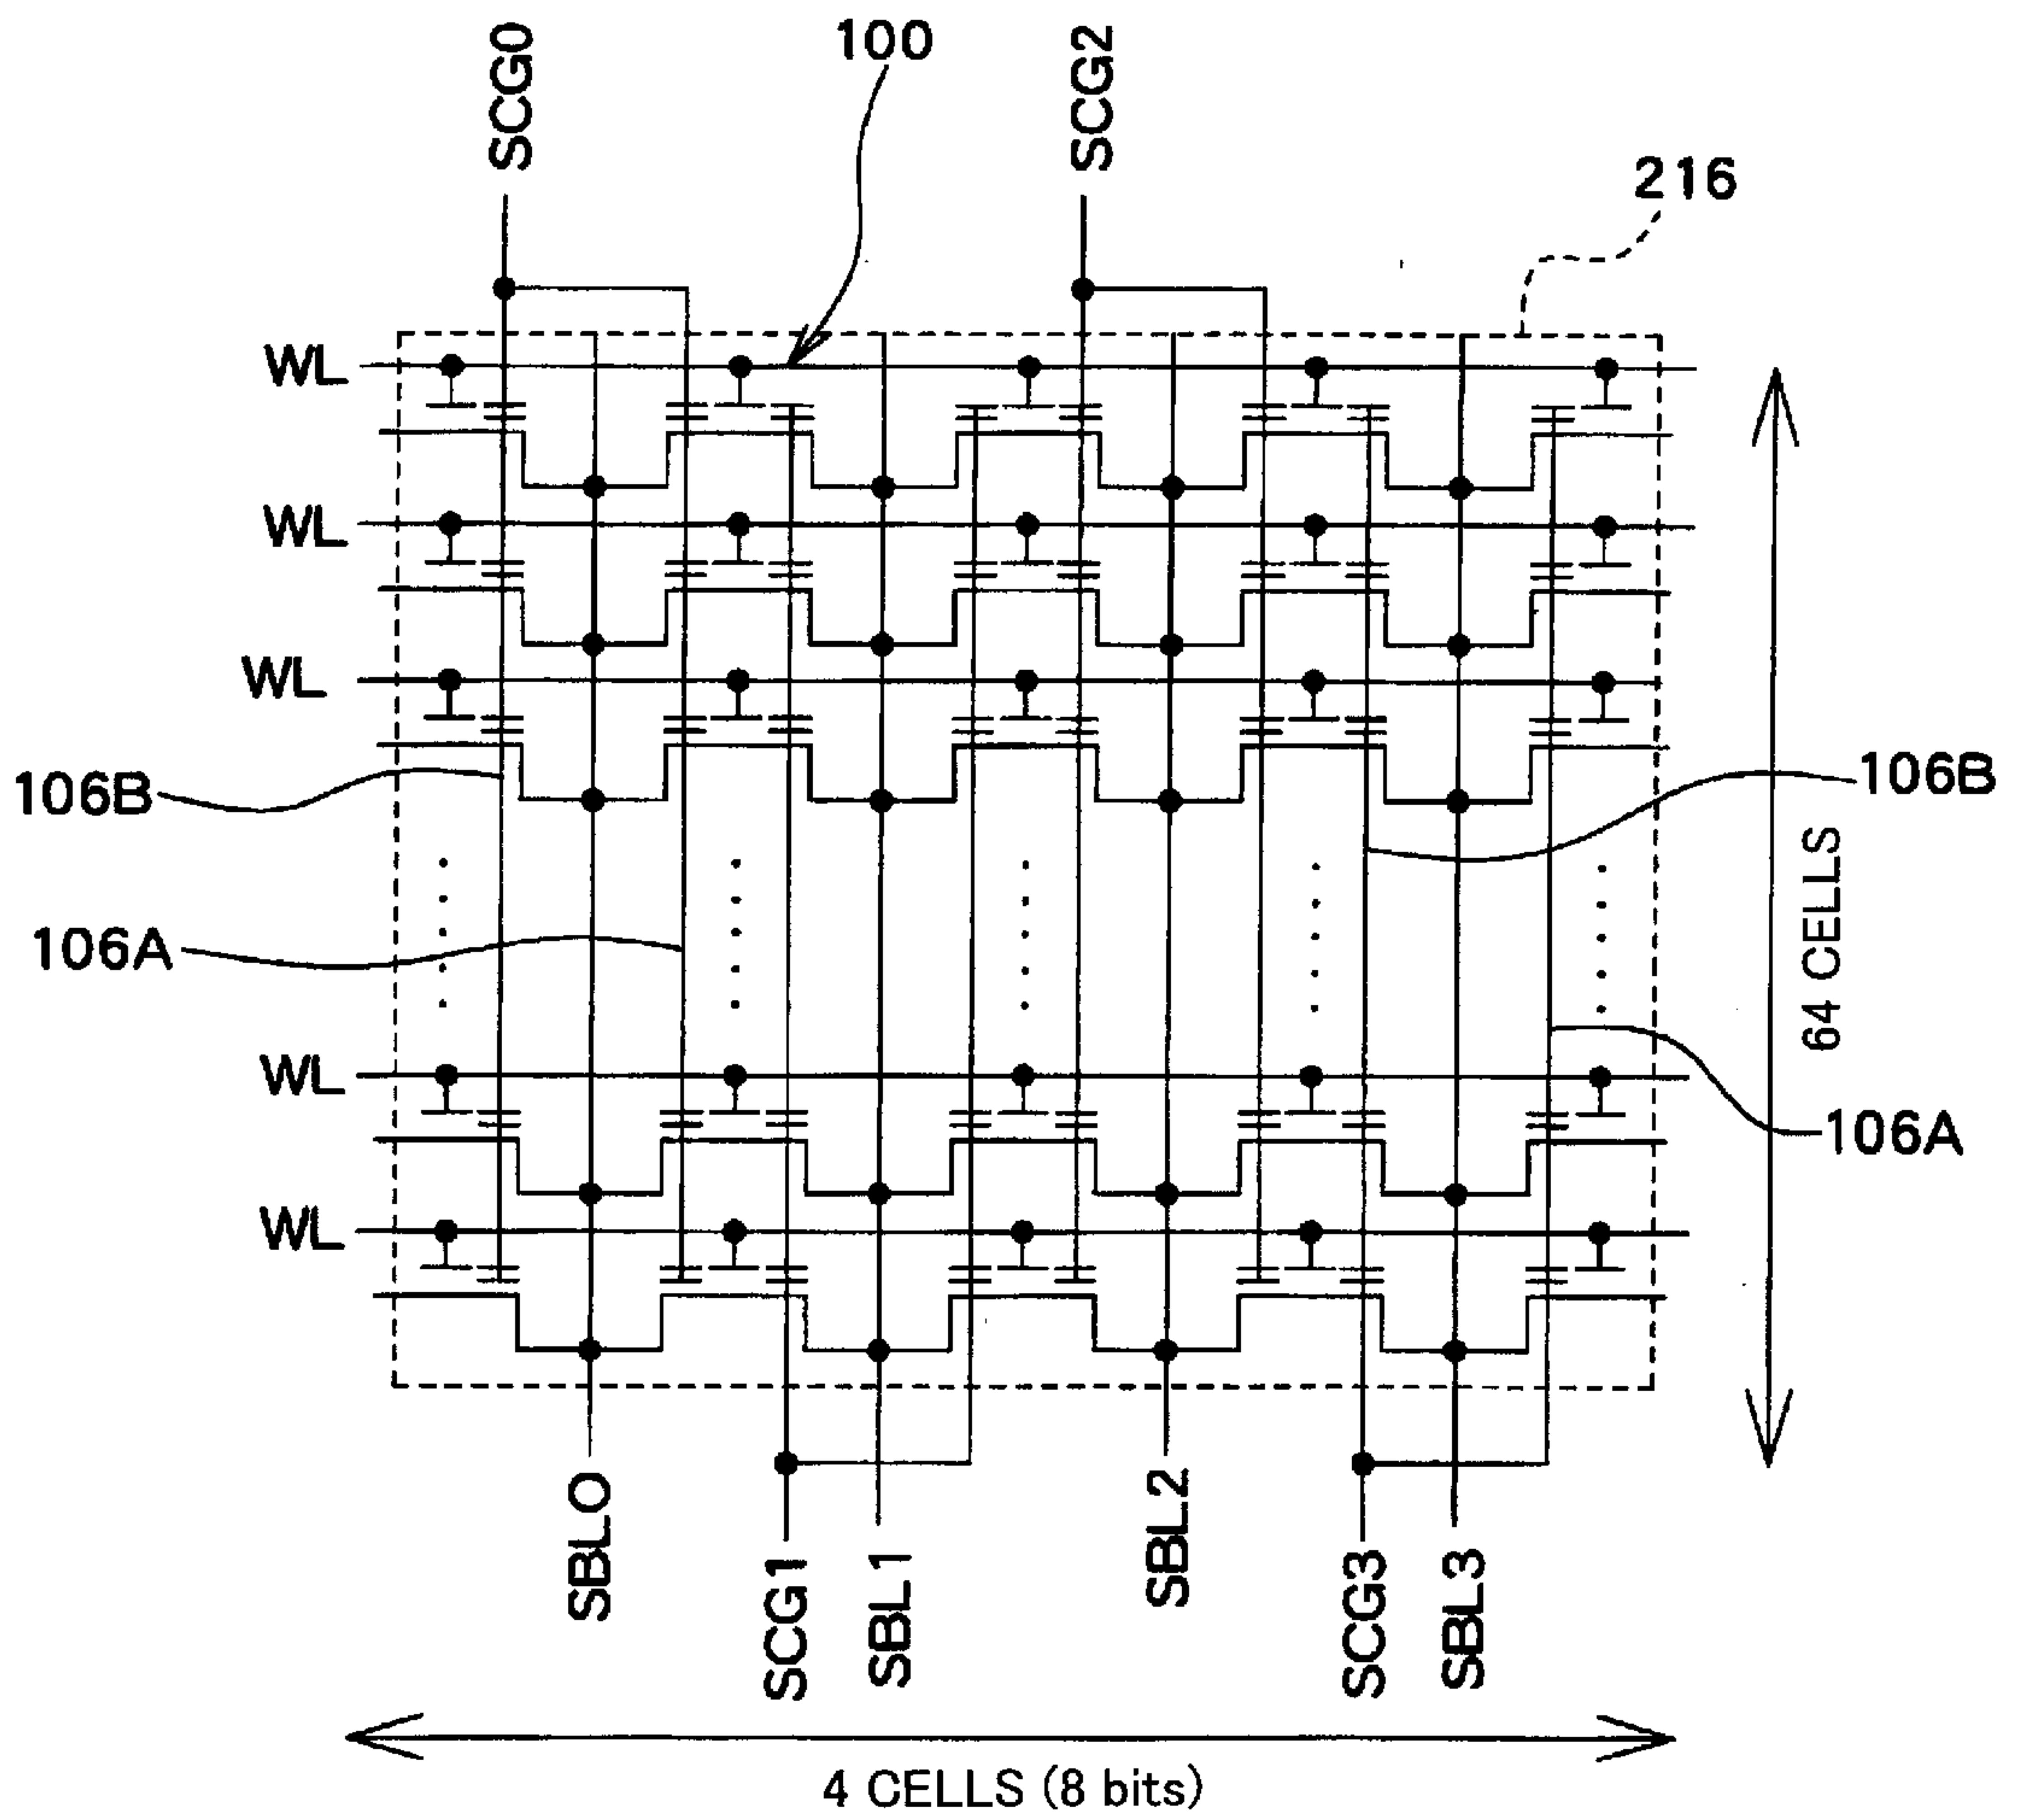 SCG0
100
SCG2
216
WL
WL
WL
106B
106B
106A
64 CELLS
WL
106A
WL
SBL0
SCG1
SBL1
SBL2
SCG3
SBL3
4 CELLS (8 bits)